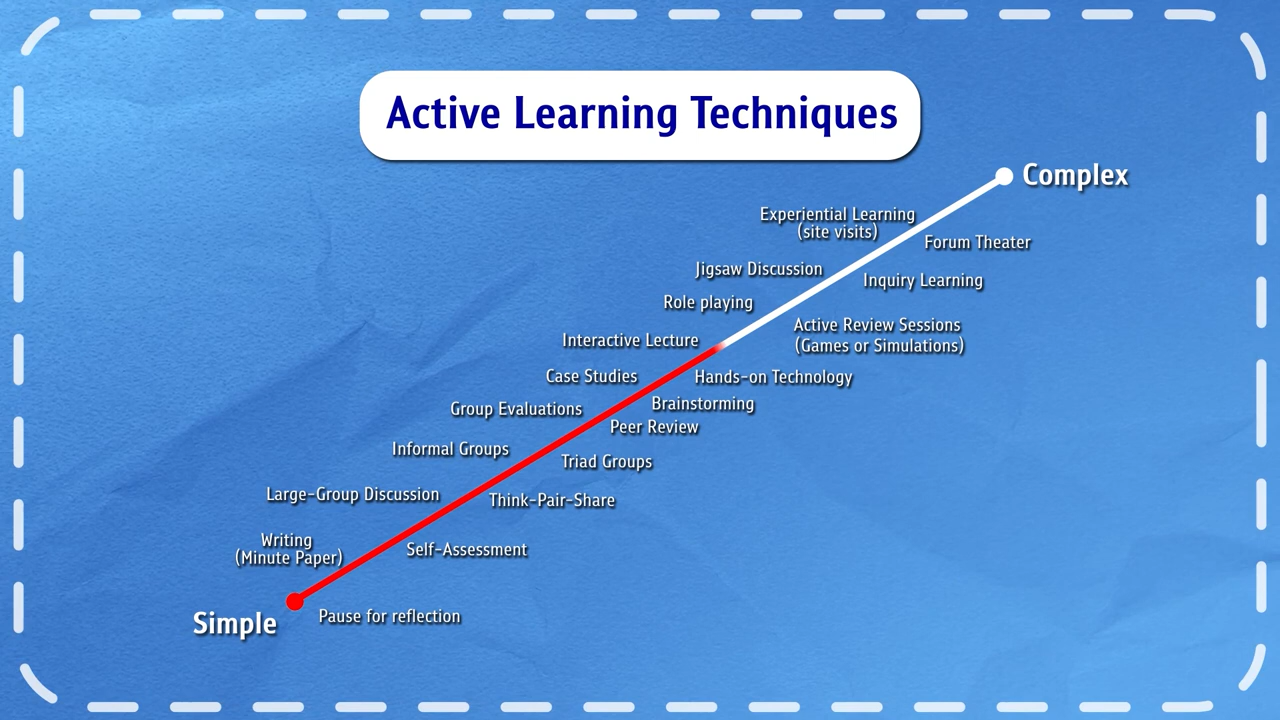 Active Learning Techniques
Complex
Experiential Learning
(site visits)
Forum Theater
Jigsaw Discussion
Inquiry Learning
Role playing
Active Review Sessions
(Games or Simulations)
Interactive Lecture
Case Studies
Hands-on Technology
Group Evaluations
Brainstorming
Peer Review
Informal Groups
Triad Groups
Large-Group Discussion
Think-Pair-Share
Writing
(Minute Paper)
Self-Assessment
Simple
Pause for reflection